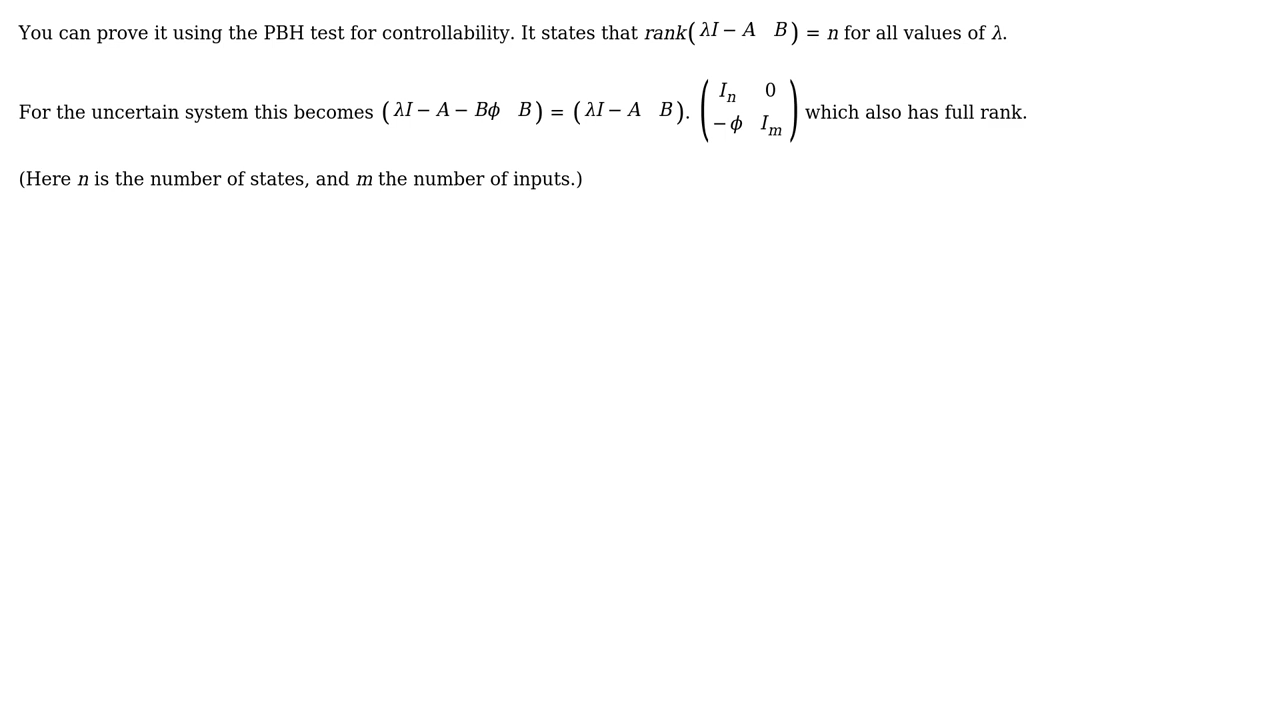 You can prove it using the PBH test for controllability. It states that rank(λI − A   B) = n for all values of λ.
For the uncertain system this becomes (λI − A − Bϕ   B) = (λI − A   B). (I_n   0 ; −ϕ   I_m) which also has full rank.
(Here n is the number of states, and m the number of inputs.)